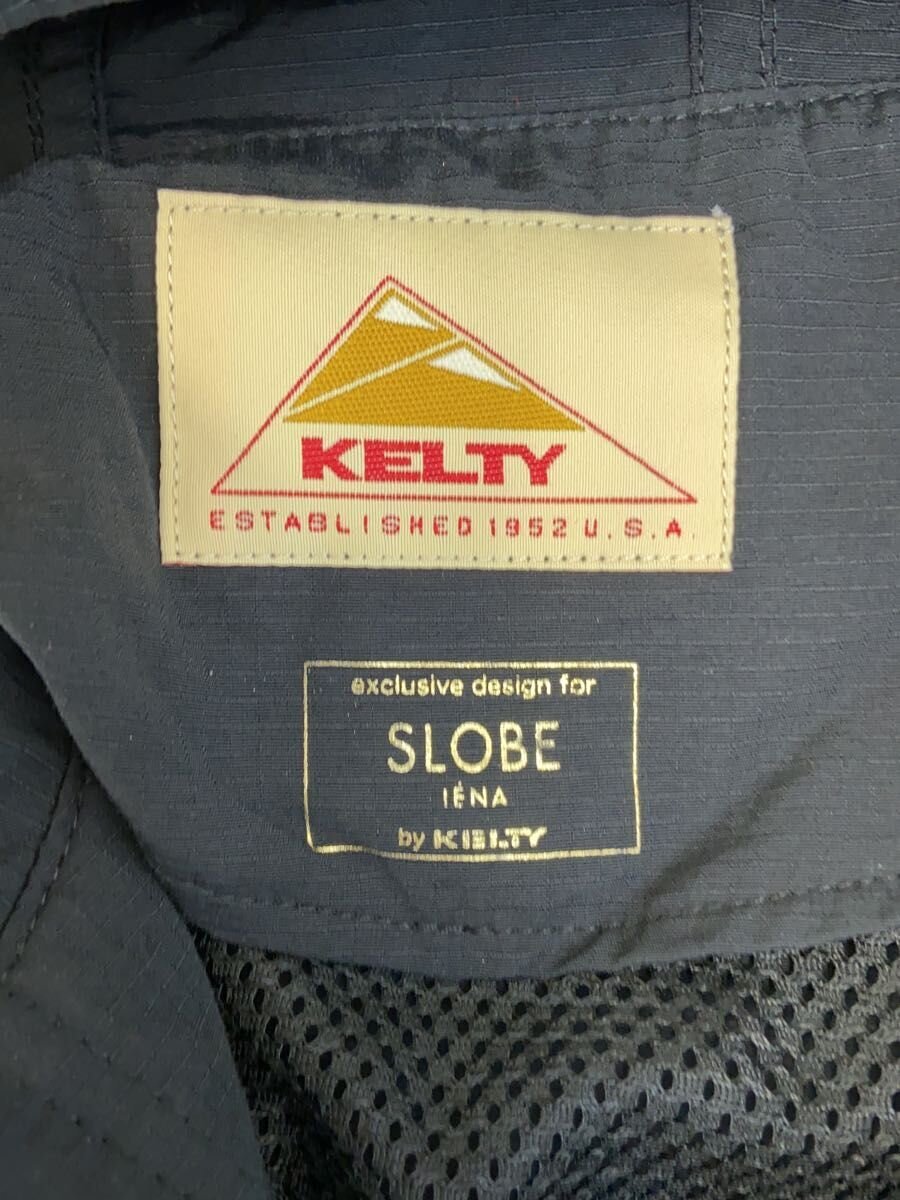 KELTY
ESTABLISHED 1952 U.S.A.
exclusive design for
SLOBE
IÉNA
by KELTY